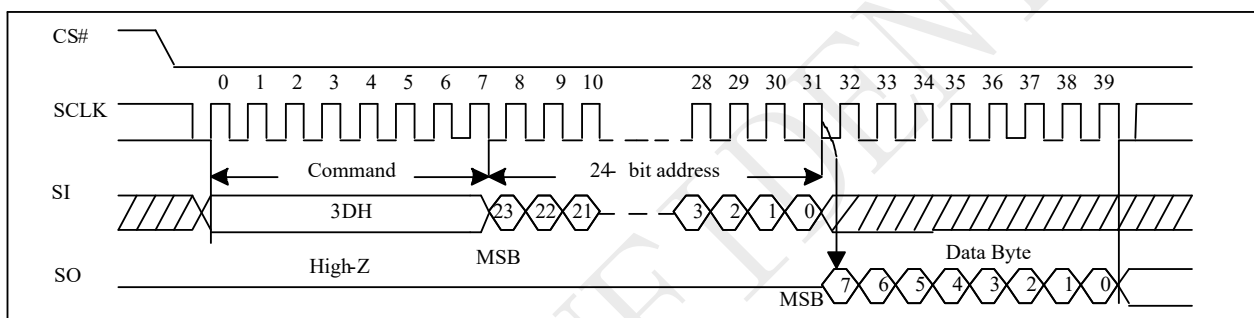 CS#
0 1 2 3 4 5 6 7 8 9 10 28 29 30 31 32 33 34 35 36 37 38 39
SCLK
Command 24- bit address
SI
3DH 23 22 21 3 2 1 0
High-Z MSB Data Byte
SO
MSB 7 6 5 4 3 2 1 0